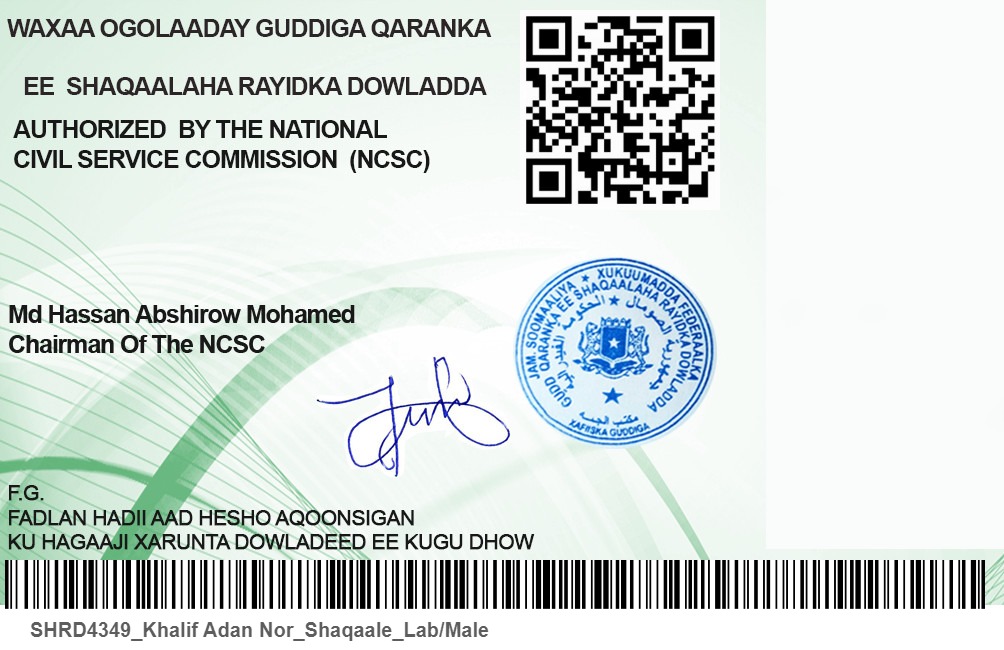 WAXAA OGOLAADAY GUDDIGA QARANKA
EE SHAQAALAHA RAYIDKA DOWLADDA
AUTHORIZED BY THE NATIONAL
CIVIL SERVICE COMMISSION (NCSC)
JAM. SOOMAALIYA ★ XUKUUMADDA FEDERAALKA
GUDD QARANKA EE SHAQAALAHA RAYIDKA DOWLADDA
مكتب
XAFIISKA GUDDIGA
Md Hassan Abshirow Mohamed
Chairman Of The NCSC
F.G.
FADLAN HADII AAD HESHO AQOONSIGAN
KU HAGAAJI XARUNTA DOWLADEED EE KUGU DHOW
SHRD4349_Khalif Adan Nor_Shaqaale_Lab/Male